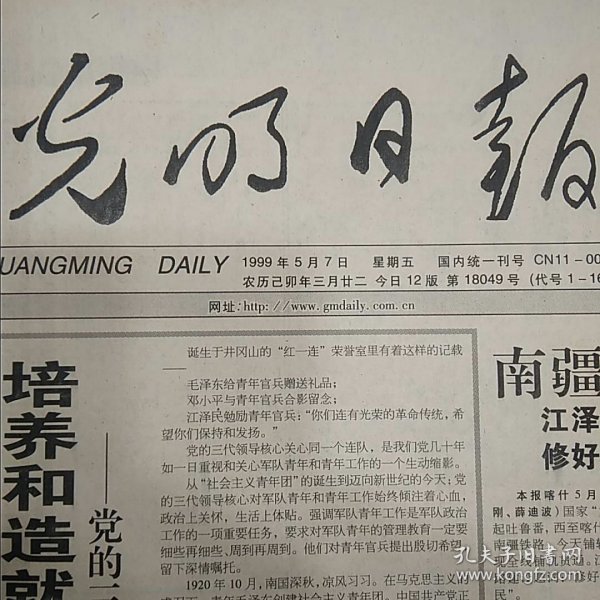 光明日报
GUANGMING DAILY 1999年5月7日 星期五 国内统一刊号 CN11-00
农历己卯年三月廿二 今日12版 第18049号 (代号1-16
网址:http://www.gmdaily.com.cn
培养和造就
——党的三
诞生于井冈山的“红一连”荣誉室里有着这样的记载
——
毛泽东给青年官兵赠送礼品;
邓小平与青年官兵合影留念;
江泽民勉励青年官兵:“你们连有光荣的革命传统,希
望你们保持和发扬。”
党的三代领导核心关心同一个连队,是我们党几十年
如一日重视和关心军队青年和青年工作的一个生动缩影。
从“社会主义青年团”的诞生到迈向新世纪的今天;党
的三代领导核心对军队青年和青年工作始终倾注着心血,
政治上关怀,生活上体贴。强调军队青年工作是军队政治
工作的一项重要任务,要求对军队青年的管理教育一定要
细些再细些、周到再周到。他们对青年官兵提出殷切希望,
留下深情嘱托。
1920年10月,南国深秋,凉风习习。在马克思主义
南疆
江泽
修好
本报喀什5月
刚、薛迪波)国家“
起吐鲁番,西至喀什
南疆铁路,今天铺轨
现全线铺轨贯通。江
民”。
孔夫子旧书网
www.kongfz.com